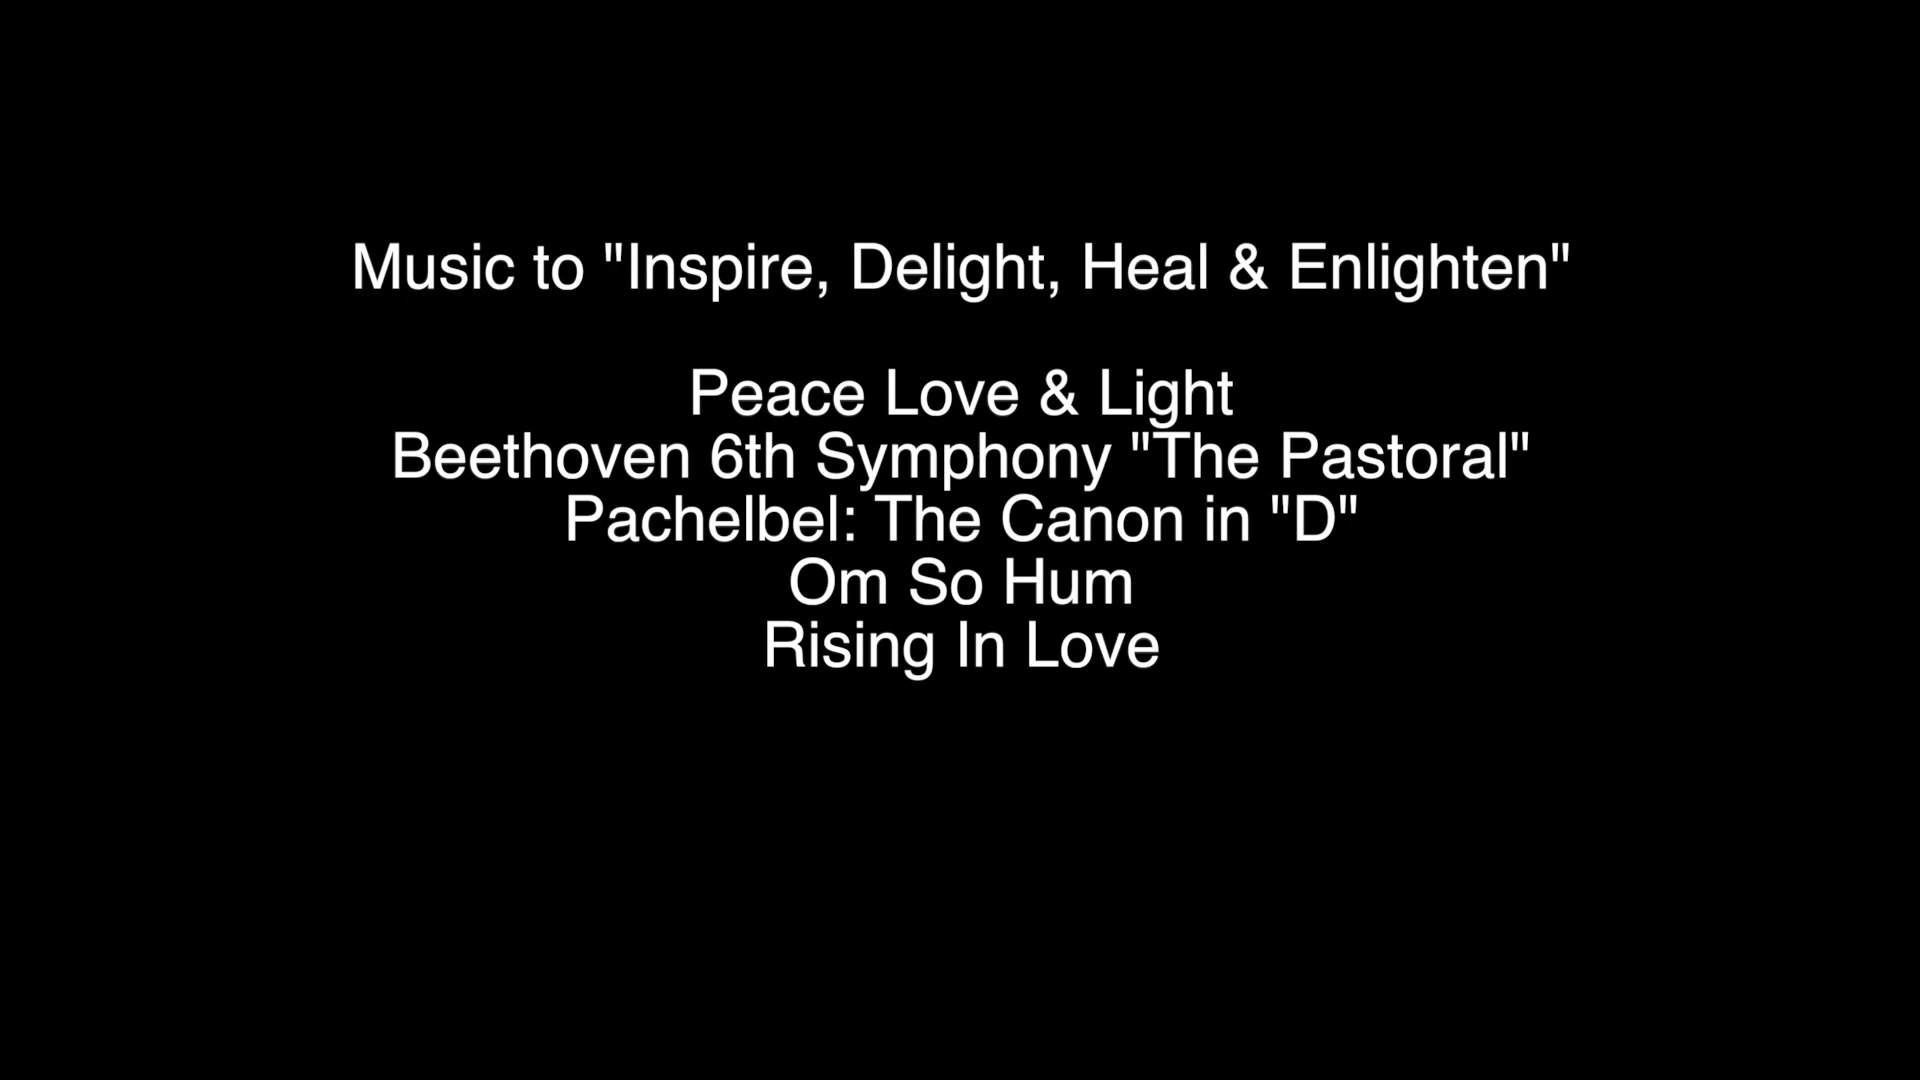 Music to "Inspire, Delight, Heal & Enlighten"
Peace Love & Light
Beethoven 6th Symphony "The Pastoral"
Pachelbel: The Canon in "D"
Om So Hum
Rising In Love